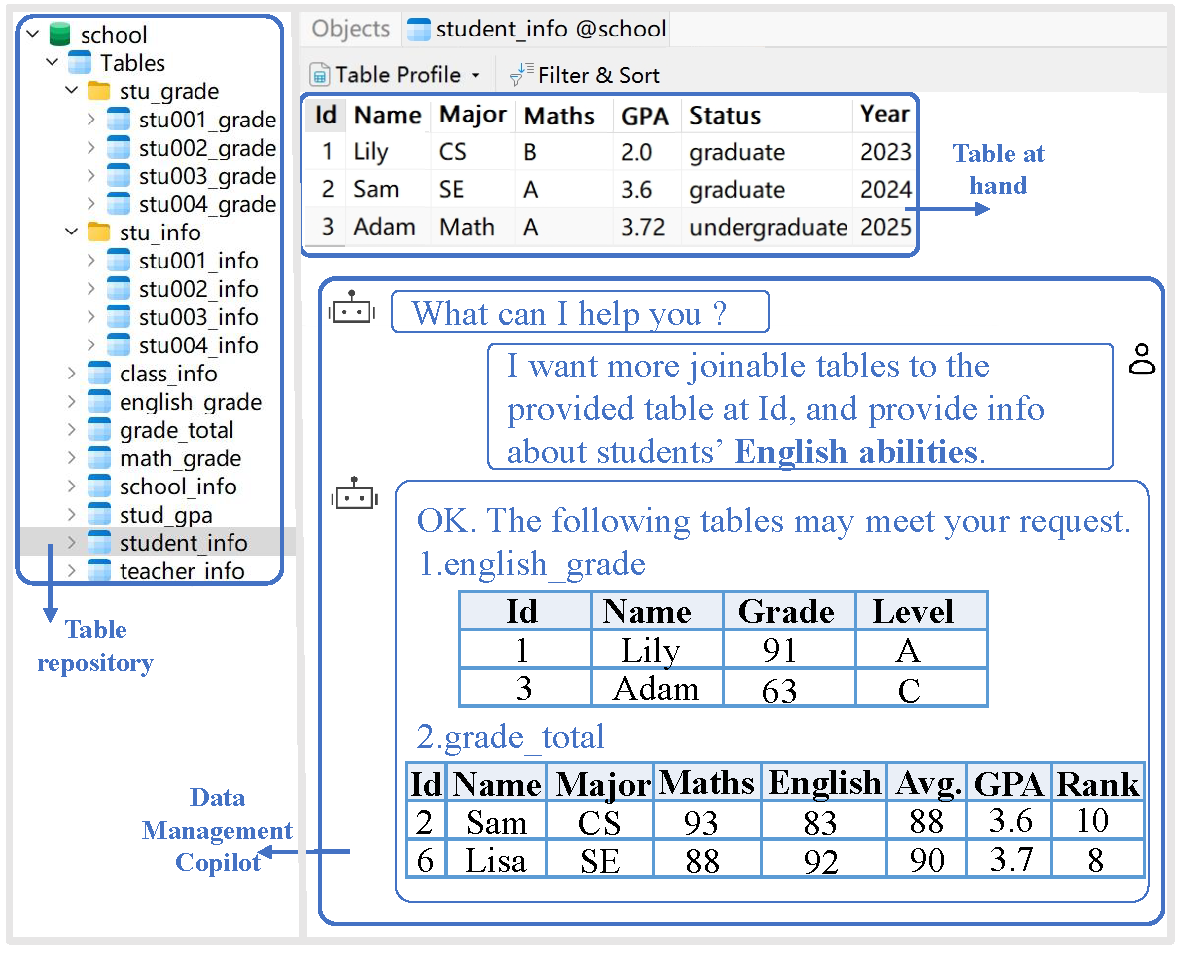 school
Tables
stu_grade
stu001_grade
stu002_grade
stu003_grade
stu004_grade
stu_info
stu001_info
stu002_info
stu003_info
stu004_info
class_info
english_grade
grade_total
math_grade
school_info
stud_gpa
student_info
teacher_info
Table
repository
Data
Management
Copilot
Objects student_info @school
Table Profile Filter & Sort
Id Name Major Maths GPA Status Year
1 Lily CS B 2.0 graduate 2023
2 Sam SE A 3.6 graduate 2024
3 Adam Math A 3.72 undergraduate 2025
Table at
hand
What can I help you ?
I want more joinable tables to the
provided table at Id, and provide info
about students’ English abilities.
OK. The following tables may meet your request.
1.english_grade
Id Name Grade Level
1 Lily 91 A
3 Adam 63 C
2.grade_total
Id Name Major Maths English Avg. GPA Rank
2 Sam CS 93 83 88 3.6 10
6 Lisa SE 88 92 90 3.7 8